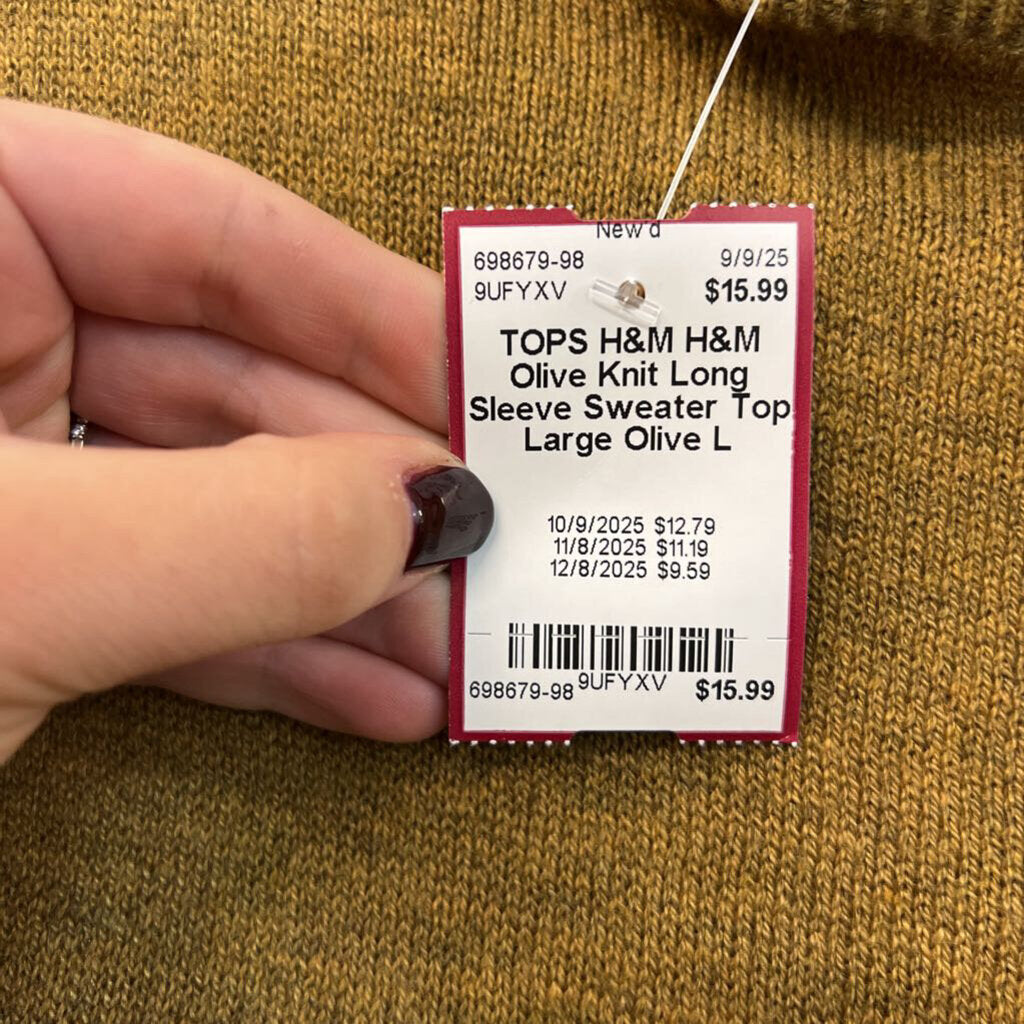 New'd
698679-98 9/9/25
9UFYXV $15.99
TOPS H&M H&M
Olive Knit Long
Sleeve Sweater Top
Large Olive L
10/9/2025 $12.79
11/8/2025 $11.19
12/8/2025 $9.59
698679-98 9UFYXV $15.99